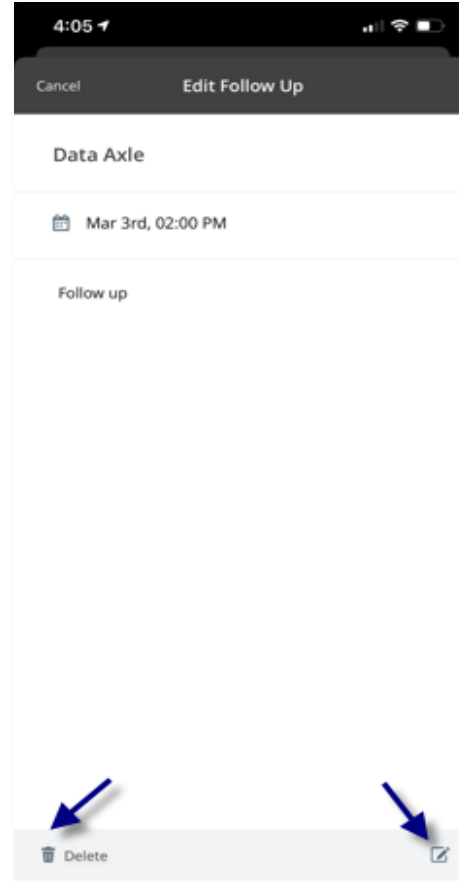 4:05
Cancel Edit Follow Up
Data Axle
Mar 3rd, 02:00 PM
Follow up
Delete